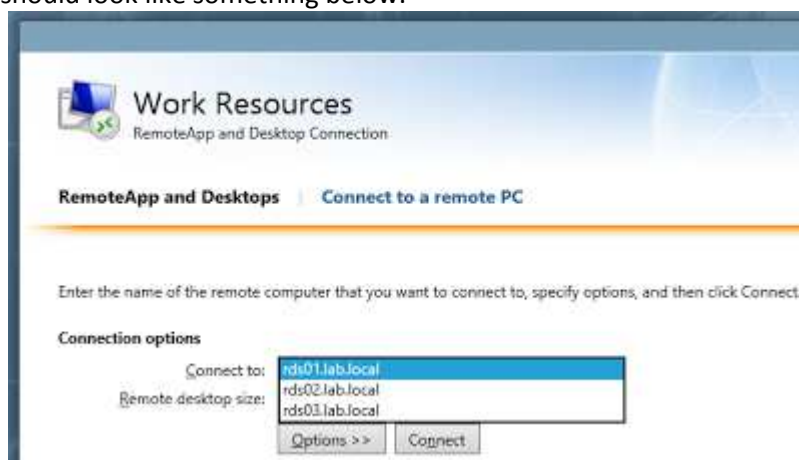 should look like something below:
Work Resources
RemoteApp and Desktop Connection
RemoteApp and Desktops | Connect to a remote PC
Enter the name of the remote computer that you want to connect to, specify options, and then click Connect.
Connection options
Connect to: rds01.lab.local
rds02.lab.local
Remote desktop size:
rds03.lab.local
Options >> Connect